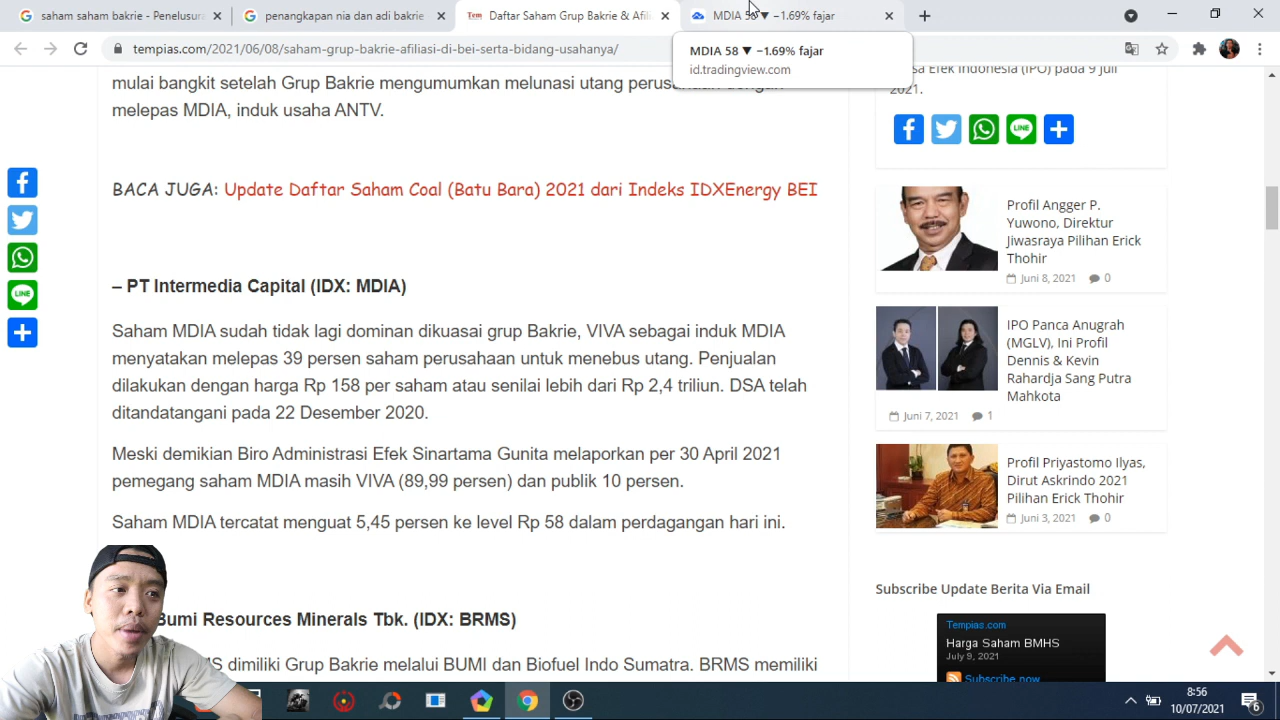 saham saham bakrie - Penelusura
penangkapan nia dan adi bakrie
Daftar Saham Grup Bakrie & Afili
MDIA 58 ▼ −1.69% fajar
tempias.com/2021/06/08/saham-grup-bakrie-afiliasi-di-bei-serta-bidang-usahanya/
MDIA 58 ▼ −1.69% fajar
id.tradingview.com
mulai bangkit setelah Grup Bakrie mengumumkan melunasi utang
melepas MDIA, induk usaha ANTV.
BACA JUGA: Update Daftar Saham Coal (Batu Bara) 2021 dari Indeks IDXEnergy BEI
– PT Intermedia Capital (IDX: MDIA)
Saham MDIA sudah tidak lagi dominan dikuasai grup Bakrie, VIVA sebagai induk MDIA
menyatakan melepas 39 persen saham perusahaan untuk menebus utang. Penjualan
dilakukan dengan harga Rp 158 per saham atau senilai lebih dari Rp 2,4 triliun. DSA telah
ditandatangani pada 22 Desember 2020.
Meski demikian Biro Administrasi Efek Sinartama Gunita melaporkan per 30 April 2021
pemegang saham MDIA masih VIVA (89,99 persen) dan publik 10 persen.
Saham MDIA tercatat menguat 5,45 persen ke level Rp 58 dalam perdagangan hari ini.
Bumi Resources Minerals Tbk. (IDX: BRMS)
dimiliki Grup Bakrie melalui BUMI dan Biofuel Indo Sumatra. BRMS memiliki
Efek Indonesia (IPO) pada 9 juli
2021.
Profil Angger P.
Yuwono, Direktur
Jiwasraya Pilihan Erick
Thohir
Juni 8, 2021 0
IPO Panca Anugrah
(MGLV), Ini Profil
Dennis & Kevin
Rahardja Sang Putra
Mahkota
Juni 7, 2021 1
Profil Priyastomo Ilyas,
Dirut Askrindo 2021
Pilihan Erick Thohir
Juni 3, 2021 0
Subscribe Update Berita Via Email
Tempias.com
Harga Saham BMHS
July 9, 2021
Subscribe now
LINE
LINE
8:56
10/07/2021
6